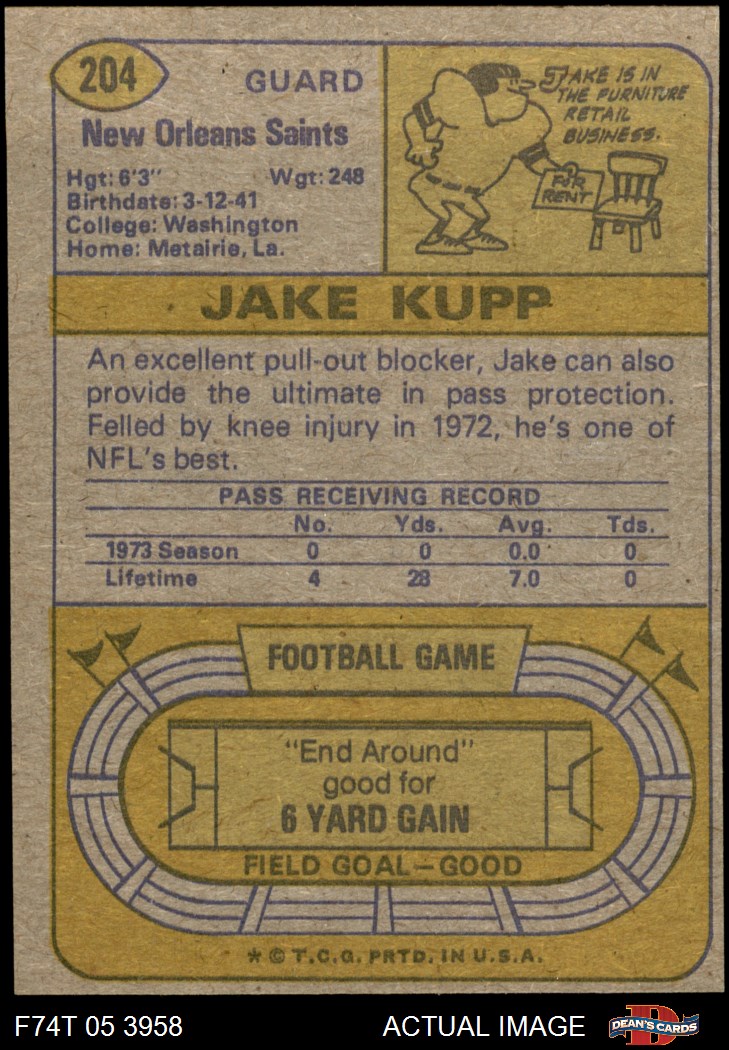 204
GUARD
New Orleans Saints
Hgt: 6'3" Wgt: 248
Birthdate: 3-12-41
College: Washington
Home: Metairie, La.
JAKE IS IN
THE FURNITURE
RETAIL
BUSINESS.
FOR
RENT
JAKE KUPP
An excellent pull-out blocker, Jake can also
provide the ultimate in pass protection.
Felled by knee injury in 1972, he's one of
NFL's best.
PASS RECEIVING RECORD
No. Yds. Avg. Tds.
1973 Season 0 0 0.0 0
Lifetime 4 28 7.0 0
FOOTBALL GAME
"End Around"
good for
6 YARD GAIN
FIELD GOAL—GOOD
* © T.C.G. PRTD. IN U.S.A.
F74T 05 3958 ACTUAL IMAGE DEAN'S CARDS